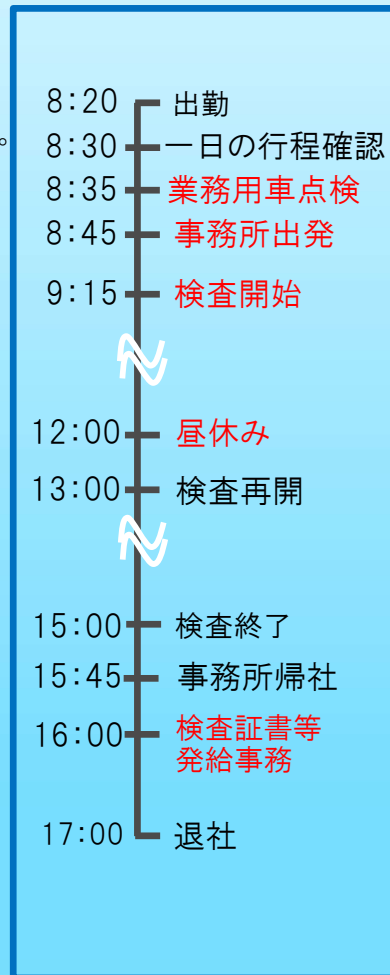 。
8:20 出勤
8:30 一日の行程確認
8:35 業務用車点検
8:45 事務所出発
9:15 検査開始
12:00 昼休み
13:00 検査再開
15:00 検査終了
15:45 事務所帰社
16:00 検査証書等
発給事務
17:00 退社